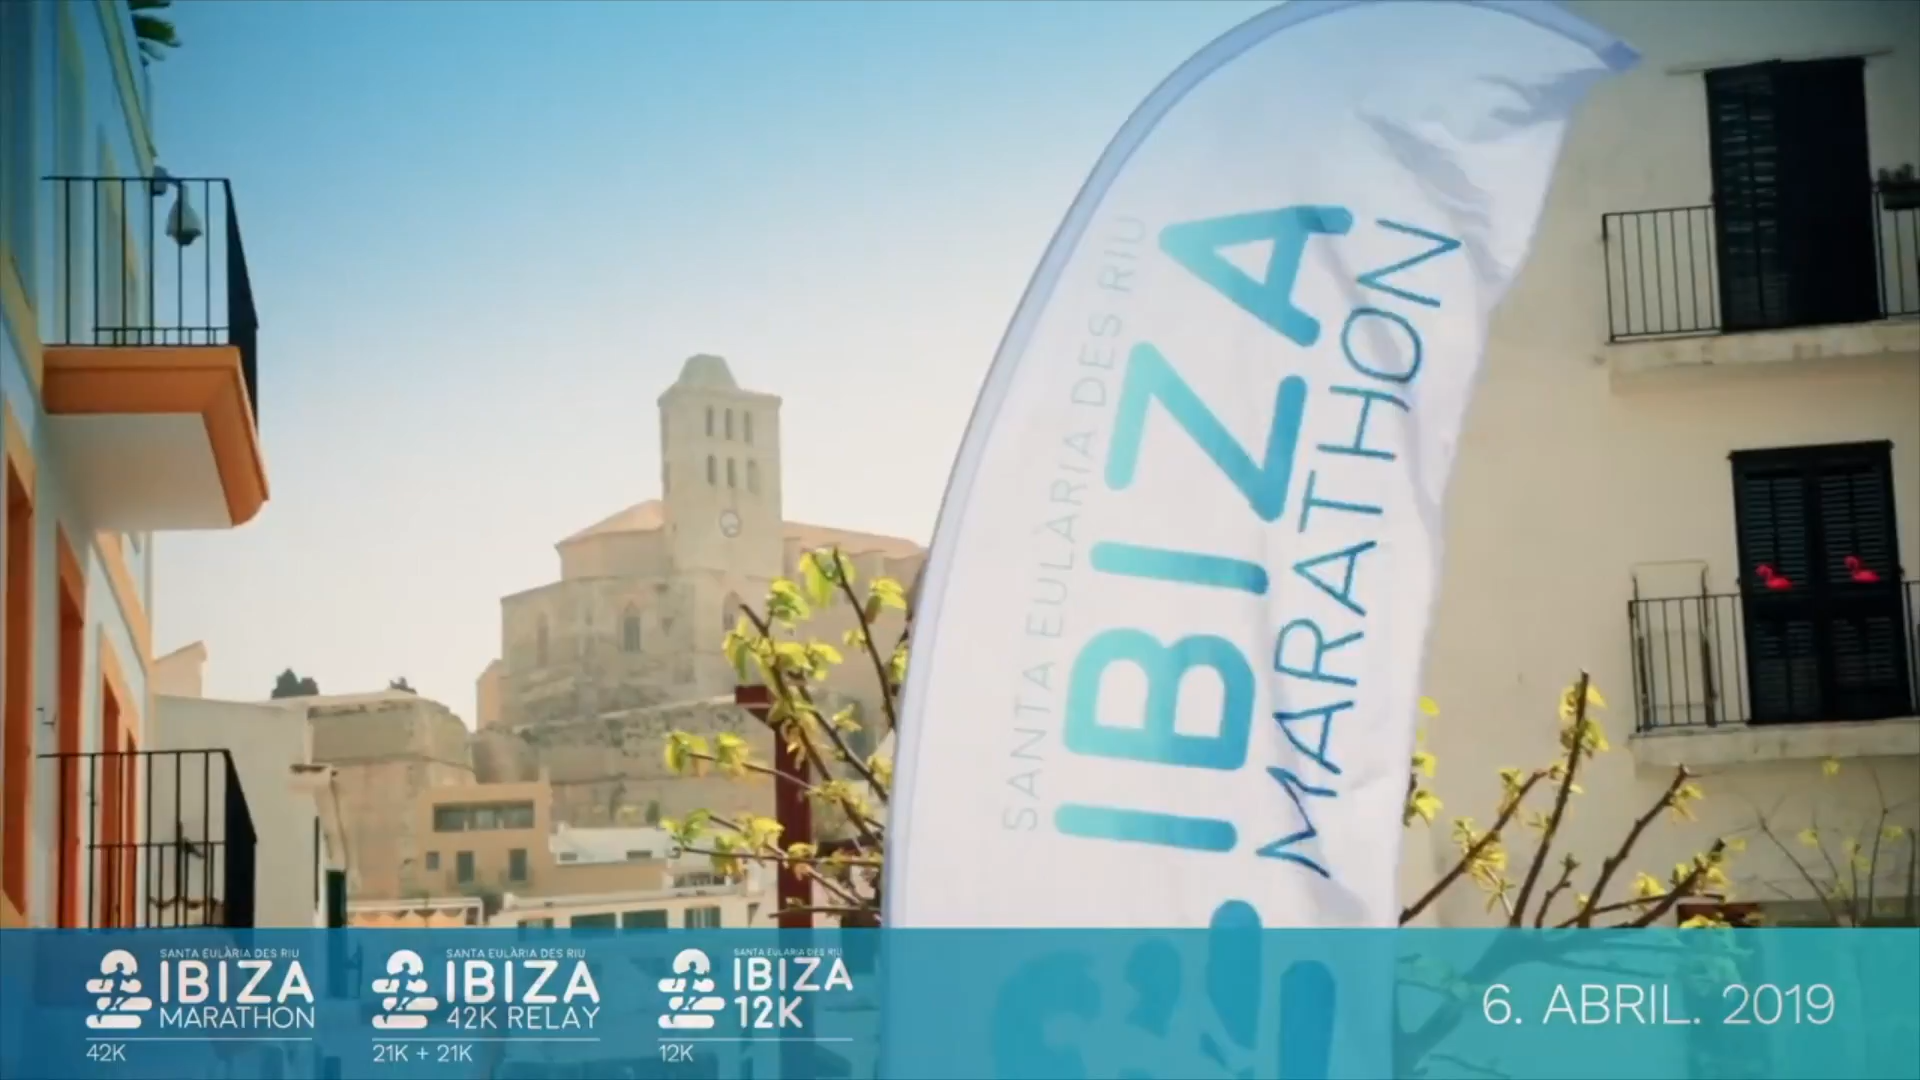 SANTA EULÀRIA DES RIU
IBIZA
MARATHON
SANTA EULÀRIA DES RIU
IBIZA
MARATHON
42K
SANTA EULÀRIA DES RIU
IBIZA
42K RELAY
21K + 21K
SANTA EULÀRIA DES RIU
IBIZA
12K
12K
6. ABRIL. 2019